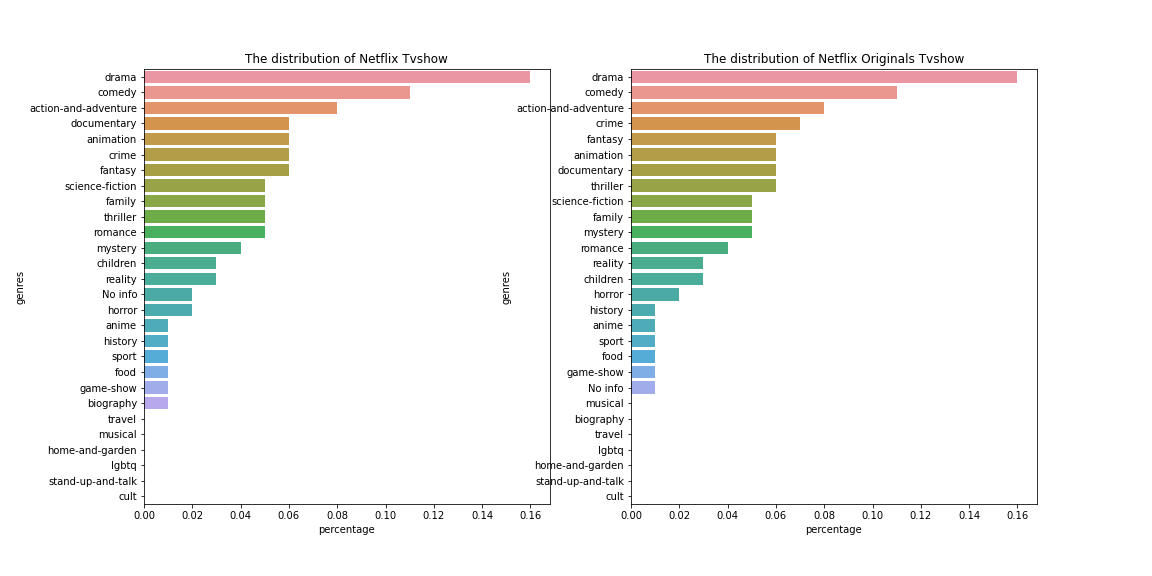 The distribution of Netflix Tvshow
drama
comedy
action-and-adventure
documentary
animation
crime
fantasy
science-fiction
family
thriller
romance
mystery
children
reality
No info
horror
anime
history
sport
food
game-show
biography
travel
musical
home-and-garden
lgbtq
stand-up-and-talk
cult
genres
0.00 0.02 0.04 0.06 0.08 0.10 0.12 0.14 0.16
percentage
The distribution of Netflix Originals Tvshow
drama
comedy
action-and-adventure
crime
fantasy
animation
documentary
thriller
science-fiction
family
mystery
romance
reality
children
horror
history
anime
sport
food
game-show
No info
musical
biography
travel
lgbtq
home-and-garden
stand-up-and-talk
cult
genres
0.00 0.02 0.04 0.06 0.08 0.10 0.12 0.14 0.16
percentage